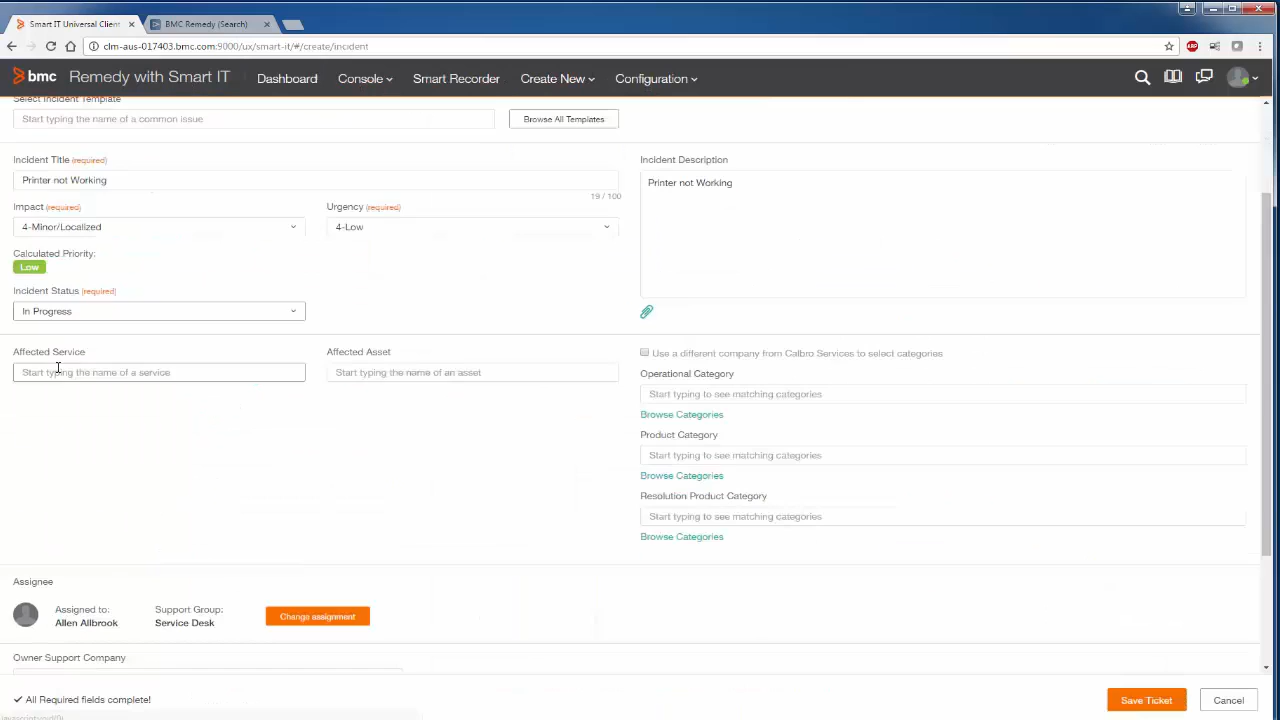 Smart IT Universal Client
BMC Remedy (Search)
clm-aus-017403.bmc.com:9000/ux/smart-it/#/create/incident
ABP
bmc Remedy with Smart IT Dashboard Console Smart Recorder Create New Configuration
Select Incident Template
Start typing the name of a common issue
Browse All Templates
Incident Title (required)
Printer not Working
19 / 100
Impact (required)
Urgency (required)
4-Minor/Localized
4-Low
Calculated Priority:
Low
Incident Status (required)
In Progress
Incident Description
Printer not Working
Affected Service
Affected Asset
Start typing the name of a service
Start typing the name of an asset
Use a different company from Calbro Services to select categories
Operational Category
Start typing to see matching categories
Browse Categories
Product Category
Start typing to see matching categories
Browse Categories
Resolution Product Category
Start typing to see matching categories
Browse Categories
Assignee
Assigned to:
Allen Allbrook
Support Group:
Service Desk
Change assignment
Owner Support Company
All Required fields complete!
Save Ticket
Cancel